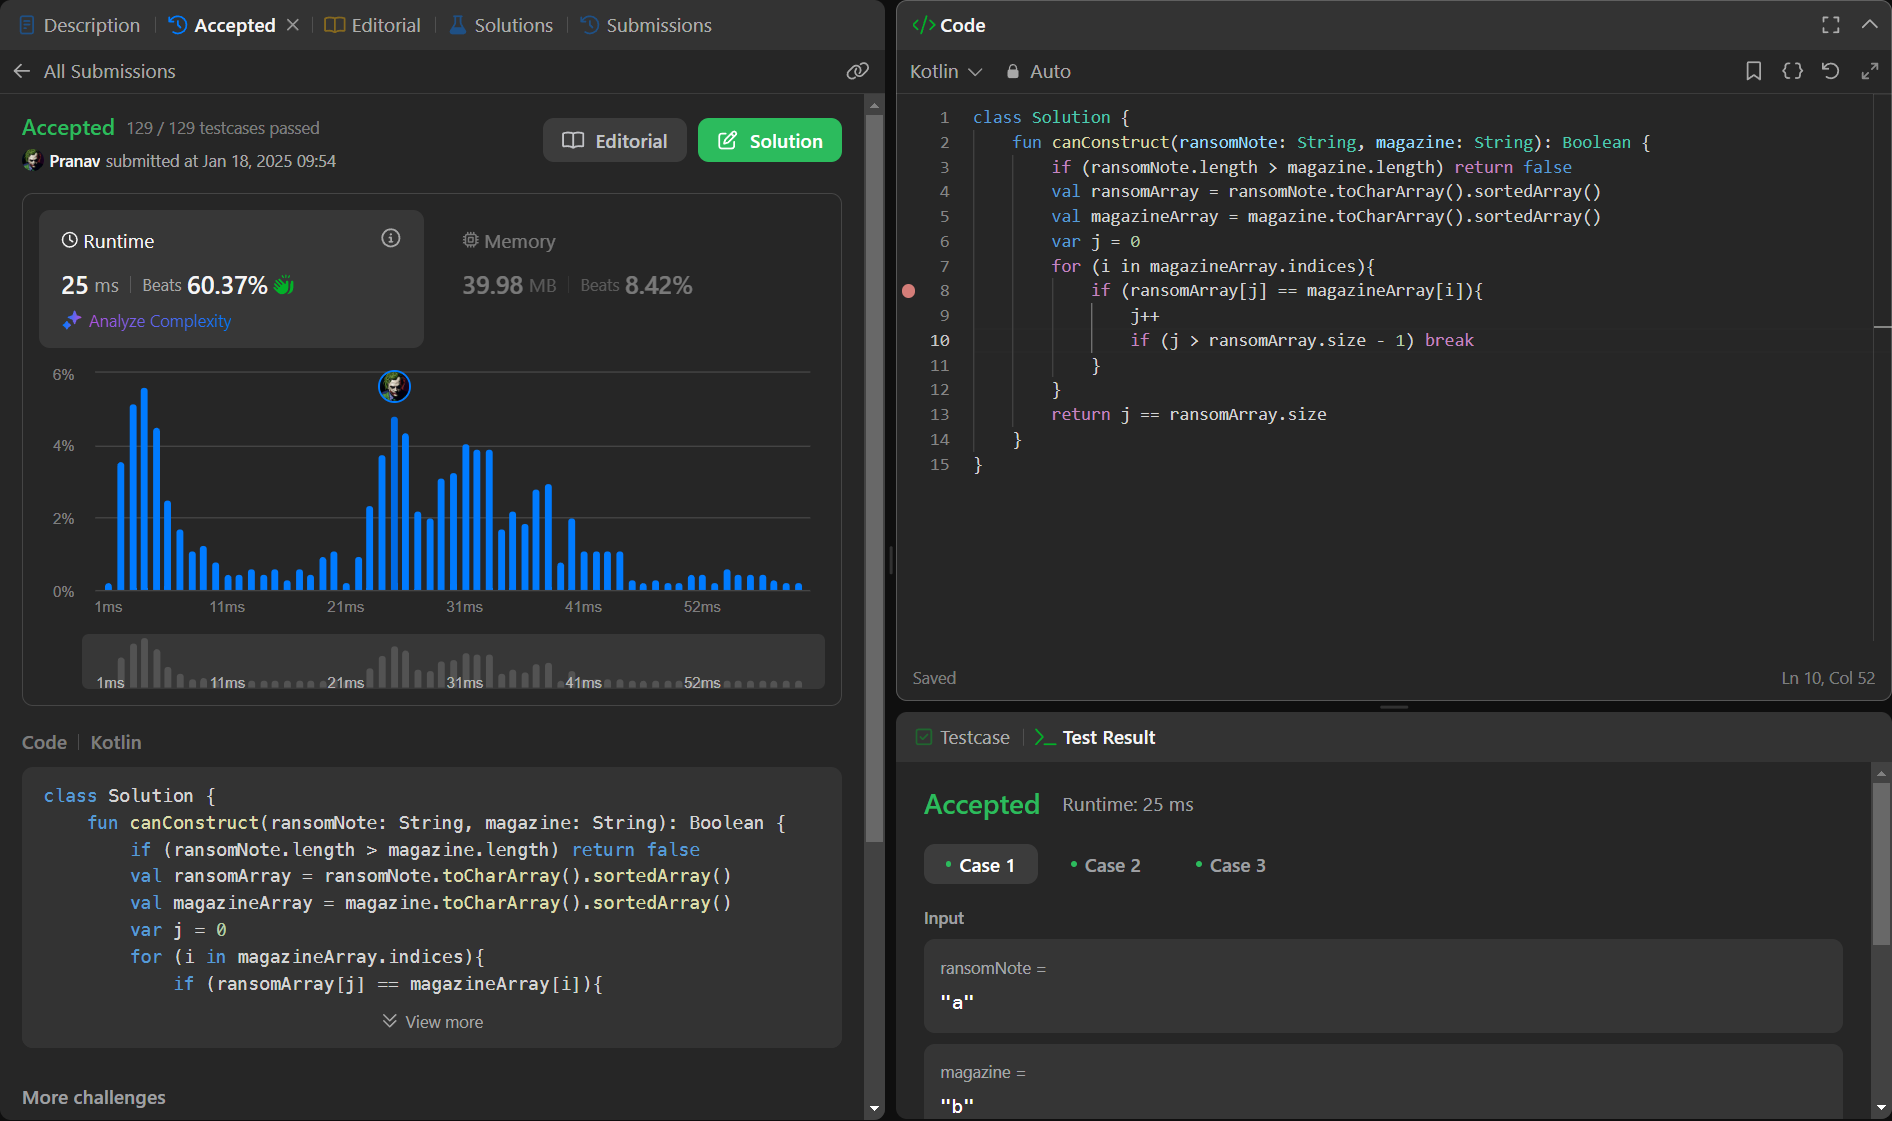 Description
Accepted
Editorial
Solutions
Submissions
All Submissions
Accepted 129 / 129 testcases passed
Pranav submitted at Jan 18, 2025 09:54
Editorial
Solution
Runtime
25 ms Beats 60.37%
Analyze Complexity
Memory
39.98 MB Beats 8.42%
6%
4%
2%
0%
1ms 11ms 21ms 31ms 41ms 52ms
1ms 11ms 21ms 31ms 41ms 52ms
Code Kotlin
class Solution {
fun canConstruct(ransomNote: String, magazine: String): Boolean {
if (ransomNote.length > magazine.length) return false
val ransomArray = ransomNote.toCharArray().sortedArray()
val magazineArray = magazine.toCharArray().sortedArray()
var j = 0
for (i in magazineArray.indices){
if (ransomArray[j] == magazineArray[i]){
View more
More challenges
</> Code
Kotlin Auto
1 class Solution {
2 fun canConstruct(ransomNote: String, magazine: String): Boolean {
3 if (ransomNote.length > magazine.length) return false
4 val ransomArray = ransomNote.toCharArray().sortedArray()
5 val magazineArray = magazine.toCharArray().sortedArray()
6 var j = 0
7 for (i in magazineArray.indices){
8 if (ransomArray[j] == magazineArray[i]){
9 j++
10 if (j > ransomArray.size - 1) break
11 }
12 }
13 return j == ransomArray.size
14 }
15 }
Saved
Ln 10, Col 52
Testcase
Test Result
Accepted Runtime: 25 ms
Case 1
Case 2
Case 3
Input
ransomNote =
"a"
magazine =
"b"